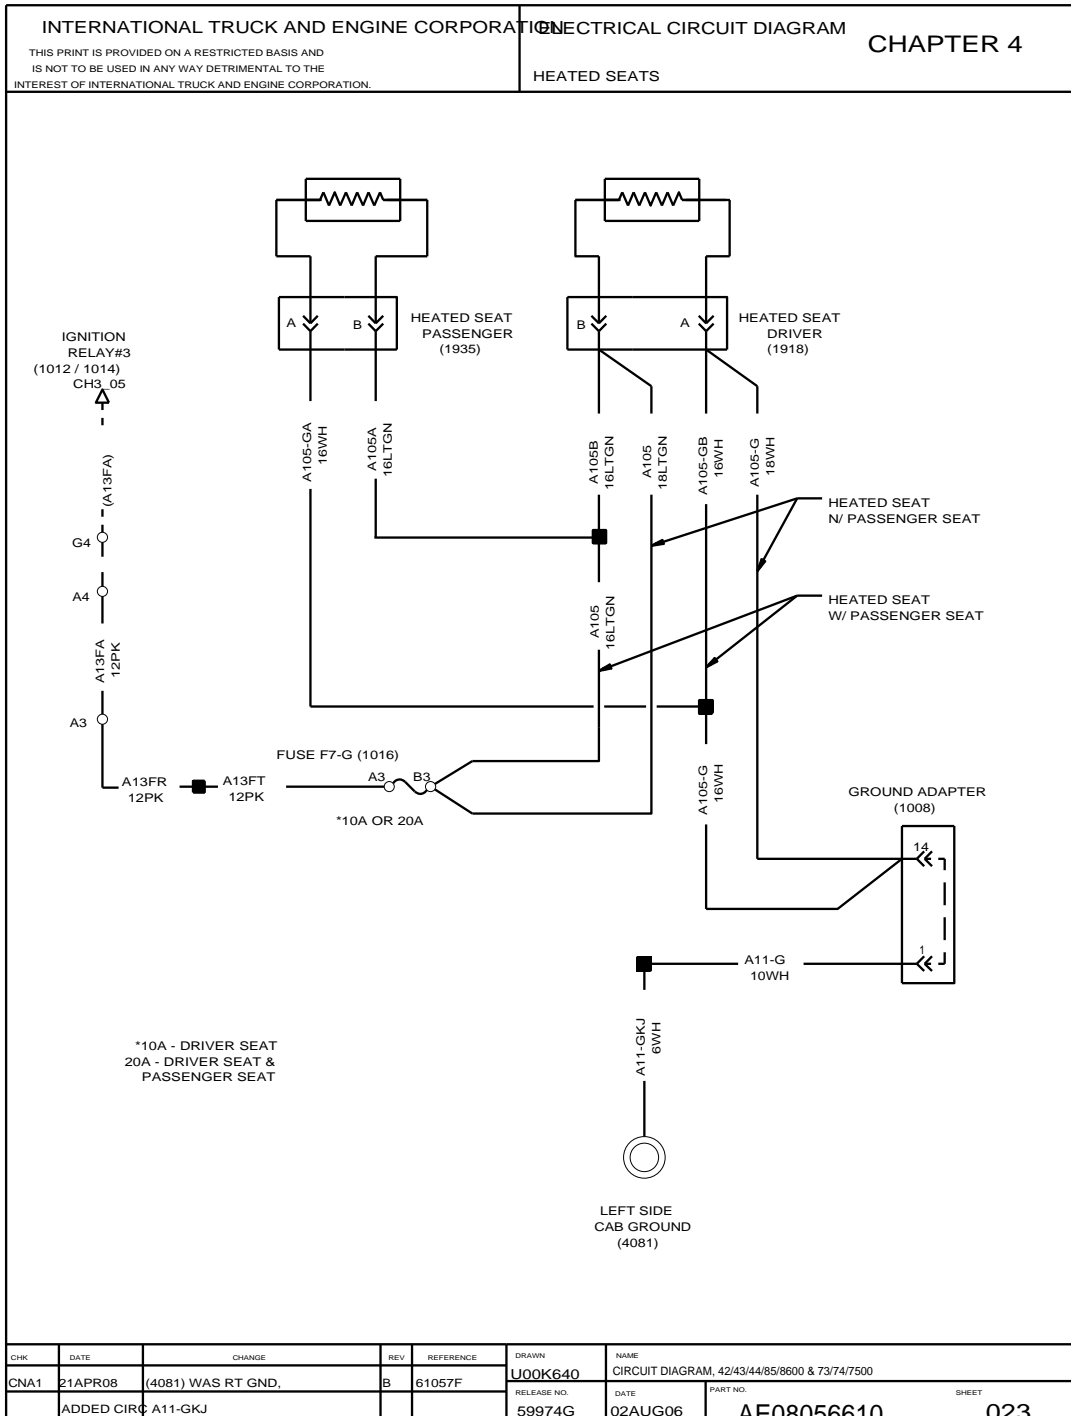 INTERNATIONAL TRUCK AND ENGINE CORPORATION
THIS PRINT IS PROVIDED ON A RESTRICTED BASIS AND
IS NOT TO BE USED IN ANY WAY DETRIMENTAL TO THE
INTEREST OF INTERNATIONAL TRUCK AND ENGINE CORPORATION.
ELECTRICAL CIRCUIT DIAGRAM
HEATED SEATS
CHAPTER 4
A
B
HEATED SEAT
PASSENGER
(1935)
B
A
HEATED SEAT
DRIVER
(1918)
IGNITION
RELAY#3
(1012 / 1014)
CH3_05
(A13FA)
G4
A4
A13FA
12PK
A3
A13FR
12PK
A13FT
12PK
A105-GA
16WH
A105A
16LTGN
A105B
16LTGN
A105
18LTGN
A105-GB
16WH
A105-G
18WH
HEATED SEAT
N/ PASSENGER SEAT
HEATED SEAT
W/ PASSENGER SEAT
A105
16LTGN
FUSE F7-G (1016)
A3
B3
*10A OR 20A
A105-G
16WH
GROUND ADAPTER
(1008)
14
1
A11-G
10WH
A11-GKJ
6WH
*10A - DRIVER SEAT
20A - DRIVER SEAT &
PASSENGER SEAT
LEFT SIDE
CAB GROUND
(4081)
CHK DATE CHANGE REV REFERENCE
CNA1 21APR08 (4081) WAS RT GND, B 61057F
ADDED CIRC A11-GKJ
DRAWN
U00K640
NAME
CIRCUIT DIAGRAM, 42/43/44/85/8600 & 73/74/7500
RELEASE NO.
59974G
DATE
02AUG06
PART NO.
AE08056610
SHEET
023